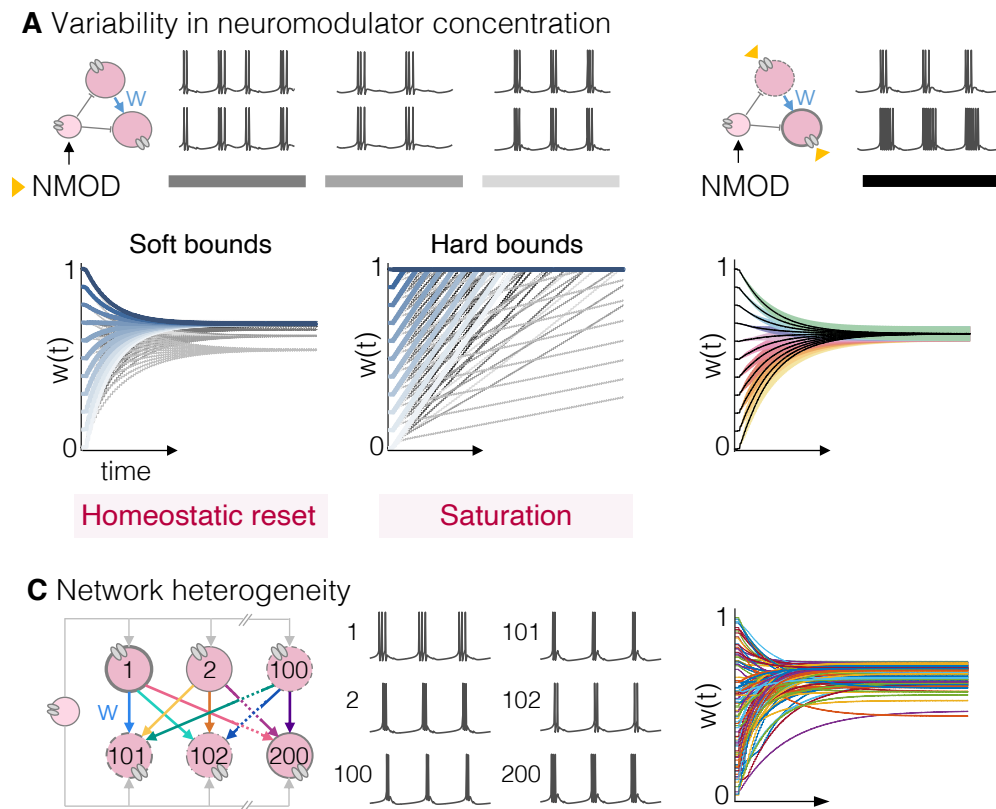 A Variability in neuromodulator concentration
W
NMOD
W
NMOD
Soft bounds
1
w(t)
0
time
Homeostatic reset
Hard bounds
1
w(t)
0
Saturation
1
w(t)
0
C Network heterogeneity
1
2
100
W
101
102
200
1
101
2
102
100
200
1
w(t)
0